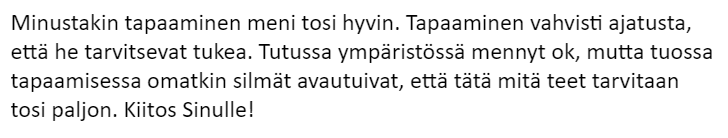 Minustakin tapaaminen meni tosi hyvin. Tapaaminen vahvisti ajatusta,
että he tarvitsevat tukea. Tutussa ympäristössä mennyt ok, mutta tuossa
tapaamisessa omatkin silmät avautuivat, että tätä mitä teet tarvitaan
tosi paljon. Kiitos Sinulle!